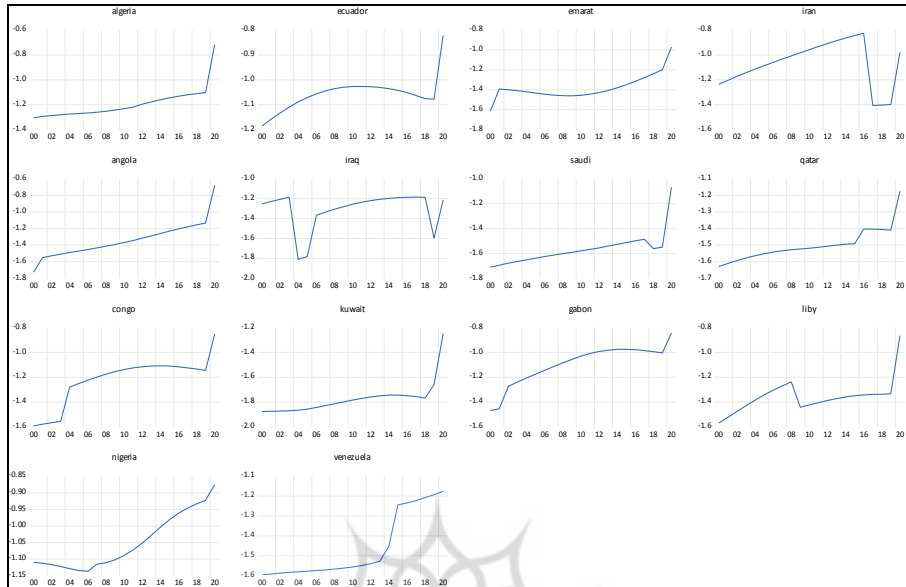 algeria ecuador emarat iran
-0.6 -0.8 -0.8 -0.8
-0.8 -0.9 -1.0 -1.0
-1.0 -1.0 -1.2 -1.2
-1.2 -1.1 -1.4 -1.4
-1.4 -1.2 -1.6 -1.6
-1.8
00 02 04 06 08 10 12 14 16 18 20 00 02 04 06 08 10 12 14 16 18 20 00 02 04 06 08 10 12 14 16 18 20 00 02 04 06 08 10 12 14 16 18 20
angola iraq saudi qatar
-0.6 -1.0 -1.0 -1.1
-0.8 -1.2 -1.2 -1.2
-1.0 -1.4 -1.4 -1.3
-1.2 -1.6 -1.6 -1.4
-1.4 -1.8 -1.8 -1.5
-1.6 -2.0 -1.6
-1.8 -1.7
00 02 04 06 08 10 12 14 16 18 20 00 02 04 06 08 10 12 14 16 18 20 00 02 04 06 08 10 12 14 16 18 20 00 02 04 06 08 10 12 14 16 18 20
congo kuwait gabon liby
-0.8 -1.2 -0.8 -0.8
-1.0 -1.4 -1.0 -1.0
-1.2 -1.6 -1.2 -1.2
-1.4 -1.8 -1.4 -1.4
-1.6 -2.0 -1.6 -1.6
00 02 04 06 08 10 12 14 16 18 20 00 02 04 06 08 10 12 14 16 18 20 00 02 04 06 08 10 12 14 16 18 20 00 02 04 06 08 10 12 14 16 18 20
nigeria venezuela
-0.85 -1.1
-0.90 -1.2
-0.95 -1.3
-1.00
-1.05 -1.4
-1.10 -1.5
-1.15 -1.6
00 02 04 06 08 10 12 14 16 18 20 00 02 04 06 08 10 12 14 16 18 20